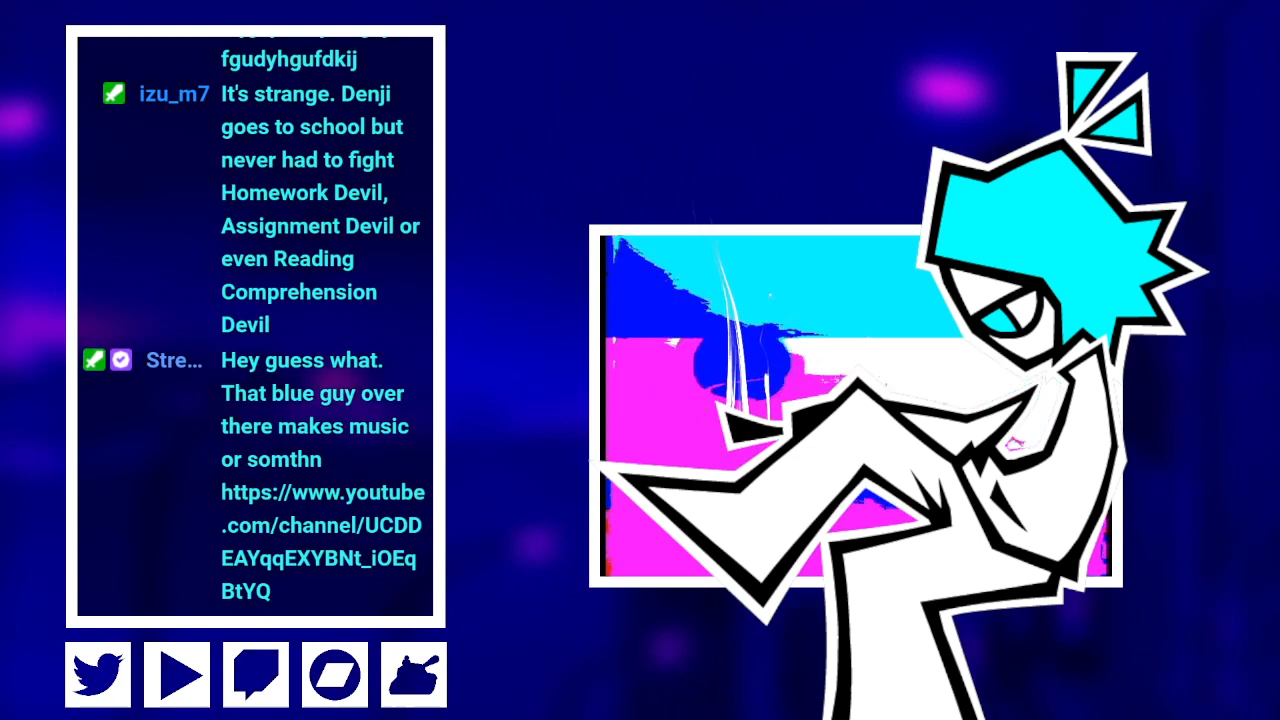 fgudyhgufdkij
izu_m7 It's strange. Denji
goes to school but
never had to fight
Homework Devil,
Assignment Devil or
even Reading
Comprehension
Devil
Stre... Hey guess what.
That blue guy over
there makes music
or somthn
https://www.youtube
.com/channel/UCDD
EAYqqEXYBNt_iOEq
BtYQ